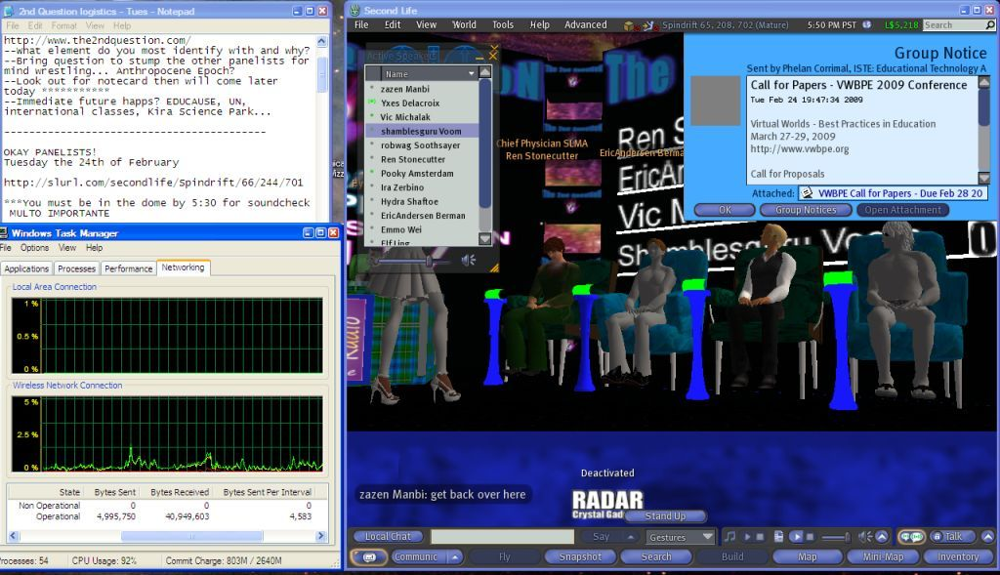 2nd Question logistics - Tues - Notepad
File Edit Format View Help
http://www.the2ndquestion.com/
--What element do you most identify with and why?
--Bring question to stump the other panelists for
mind wrestling... Anthropocene Epoch?
--Look out for notecard then will come later
today ***********
--Immediate future happs? EDUCAUSE, UN,
international classes, Kira Science Park...
----------------------------------------
OKAY PANELISTS!
Tuesday the 24th of February
http://slurl.com/secondlife/Spindrift/66/244/701
***You must be in the dome by 5:30 for soundcheck
MULTO IMPORTANTE
Windows Task Manager
File Options View Help
Applications Processes Performance Networking
Local Area Connection
1 %
0.5 %
0 %
Wireless Network Connection
5 %
2.5 %
0 %
State Bytes Sent Bytes Received Bytes Sent Per Interval
Non Operational 0 0 0
Operational 4,995,750 40,949,603 4,583
Processes: 54 CPU Usage: 92% Commit Charge: 803M / 2640M
Second Life
File Edit View World Tools Help Advanced Spindrift 65, 208, 702 (Mature) 5:50 PM PST L$5,218 Search
Active Speakers
Name
zazen Manbi
Yxes Delacroix
Vic Michalak
shamblesguru Voom
robwag Soothsayer
Ren Stonecutter
Pooky Amsterdam
Ira Zerbino
Hydra Shaftoe
EricAndersen Berman
Emmo Wei
Elf Ling
The
Chief Physician SLMA
Ren Stonecutter
EricAndersen Berma
Ren S
EricAn
Vic M
Shamblesguru Voom 0
Radio
Group Notice
Sent by Phelan Corrimal, ISTE: Educational Technology A
Call for Papers - VWBPE 2009 Conference
Tue Feb 24 19:47:34 2009
Virtual Worlds - Best Practices in Education
March 27-29, 2009
http://www.vwbpe.org
Call for Proposals
Attached: VWBPE Call for Papers - Due Feb 28 20
OK Group Notices Open Attachment
Deactivated
zazen Manbi: get back over here
RADAR
Crystal Gad
Stand Up
Local Chat Say Gestures Talk
Communic Fly Snapshot Search Build Map Mini-Map Inventory